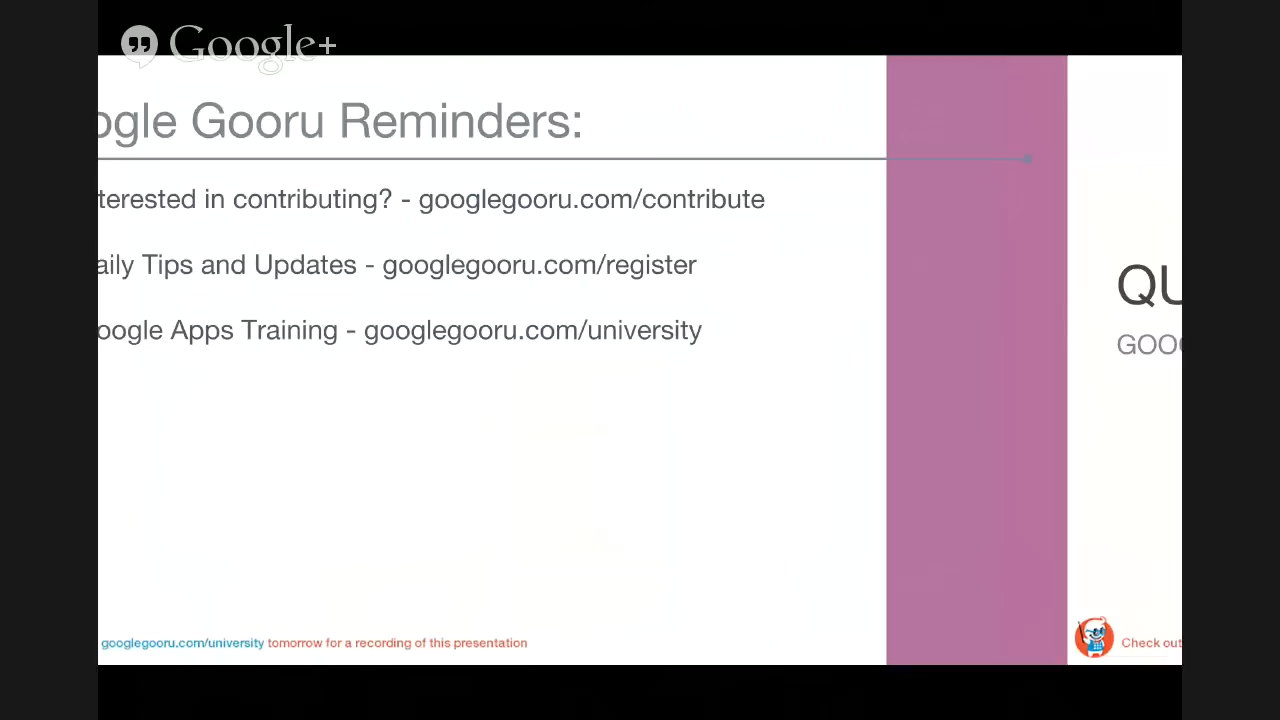 Google+
ogle Gooru Reminders:
terested in contributing? - googlegooru.com/contribute
aily Tips and Updates - googlegooru.com/register
oogle Apps Training - googlegooru.com/university
QU
GOO
googlegooru.com/university tomorrow for a recording of this presentation
Check out